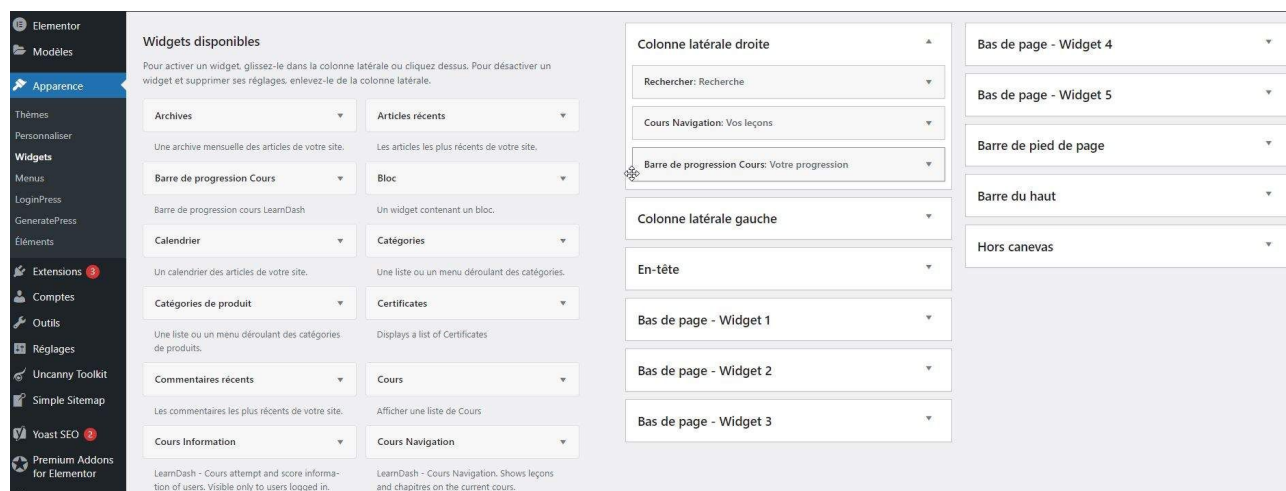 Elementor
Modèles
Apparence
Thèmes
Personnaliser
Widgets
Menus
LoginPress
GeneratePress
Éléments
Extensions 3
Comptes
Outils
Réglages
Uncanny Toolkit
Simple Sitemap
Yoast SEO 2
Premium Addons
for Elementor
Widgets disponibles
Pour activer un widget, glissez-le dans la colonne latérale ou cliquez dessus. Pour désactiver un
widget et supprimer ses réglages, enlevez-le de la colonne latérale.
Archives
Une archive mensuelle des articles de votre site.
Articles récents
Les articles les plus récents de votre site.
Barre de progression Cours
Barre de progression cours LearnDash
Bloc
Un widget contenant un bloc.
Calendrier
Un calendrier des articles de votre site.
Catégories
Une liste ou un menu déroulant des catégories.
Catégories de produit
Une liste ou un menu déroulant des catégories
de produits.
Certificates
Displays a list of Certificates
Commentaires récents
Les commentaires les plus récents de votre site.
Cours
Afficher une liste de Cours
Cours Information
LearnDash - Cours attempt and score informa-
tion of users. Visible only to users logged in.
Cours Navigation
LearnDash - Cours Navigation. Shows leçons
and chapitres on the current cours.
Colonne latérale droite
Rechercher: Recherche
Cours Navigation: Vos leçons
Barre de progression Cours: Votre progression
Colonne latérale gauche
En-tête
Bas de page - Widget 1
Bas de page - Widget 2
Bas de page - Widget 3
Bas de page - Widget 4
Bas de page - Widget 5
Barre de pied de page
Barre du haut
Hors canevas